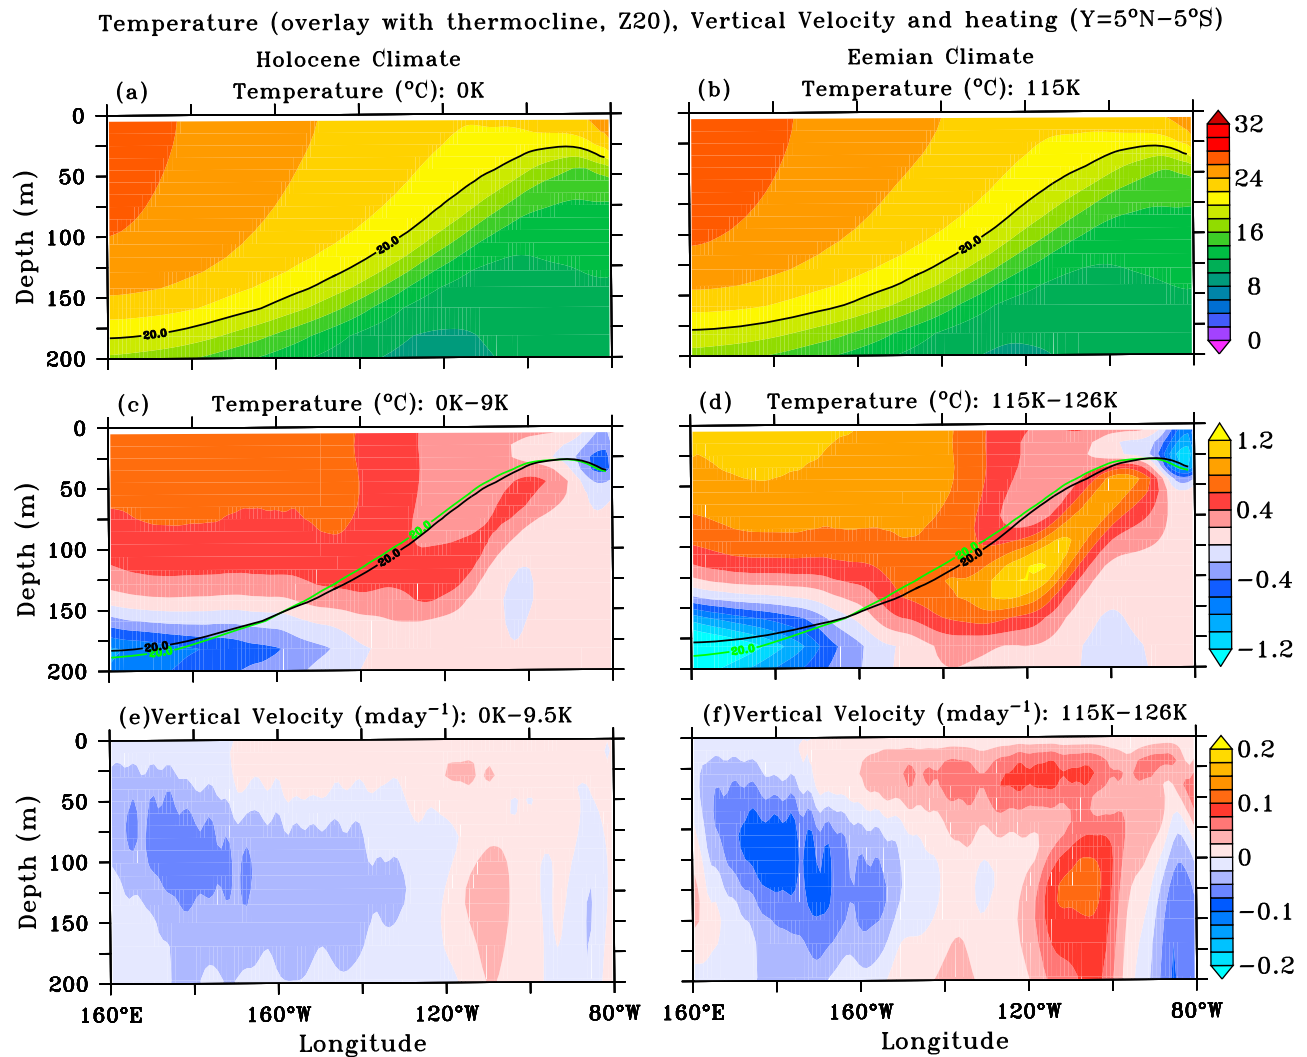 Temperature (overlay with thermocline, Z20), Vertical Velocity and heating (Y=5°N−5°S)
Holocene Climate
Eemian Climate
(a) Temperature (°C): 0K
(b) Temperature (°C): 115K
0
50
100
150
200
Depth (m)
20.0
20.0
20.0
32
24
16
8
0
(c) Temperature (°C): 0K−9K
(d) Temperature (°C): 115K−126K
0
50
100
150
200
Depth (m)
20.0
20.0
20.0
20.0
20.0
20.0
20.0
1.2
0.4
−0.4
−1.2
(e)Vertical Velocity (mday⁻¹): 0K−9.5K
(f)Vertical Velocity (mday⁻¹): 115K−126K
0
50
100
150
200
Depth (m)
0.2
0.1
0
−0.1
−0.2
160°E 160°W 120°W 80°W
160°E 160°W 120°W 80°W
Longitude
Longitude